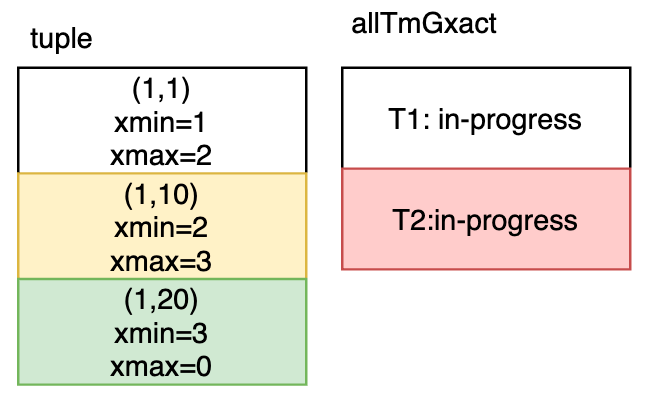 tuple
(1,1)
xmin=1
xmax=2
(1,10)
xmin=2
xmax=3
(1,20)
xmin=3
xmax=0
allTmGxact
T1: in-progress
T2:in-progress